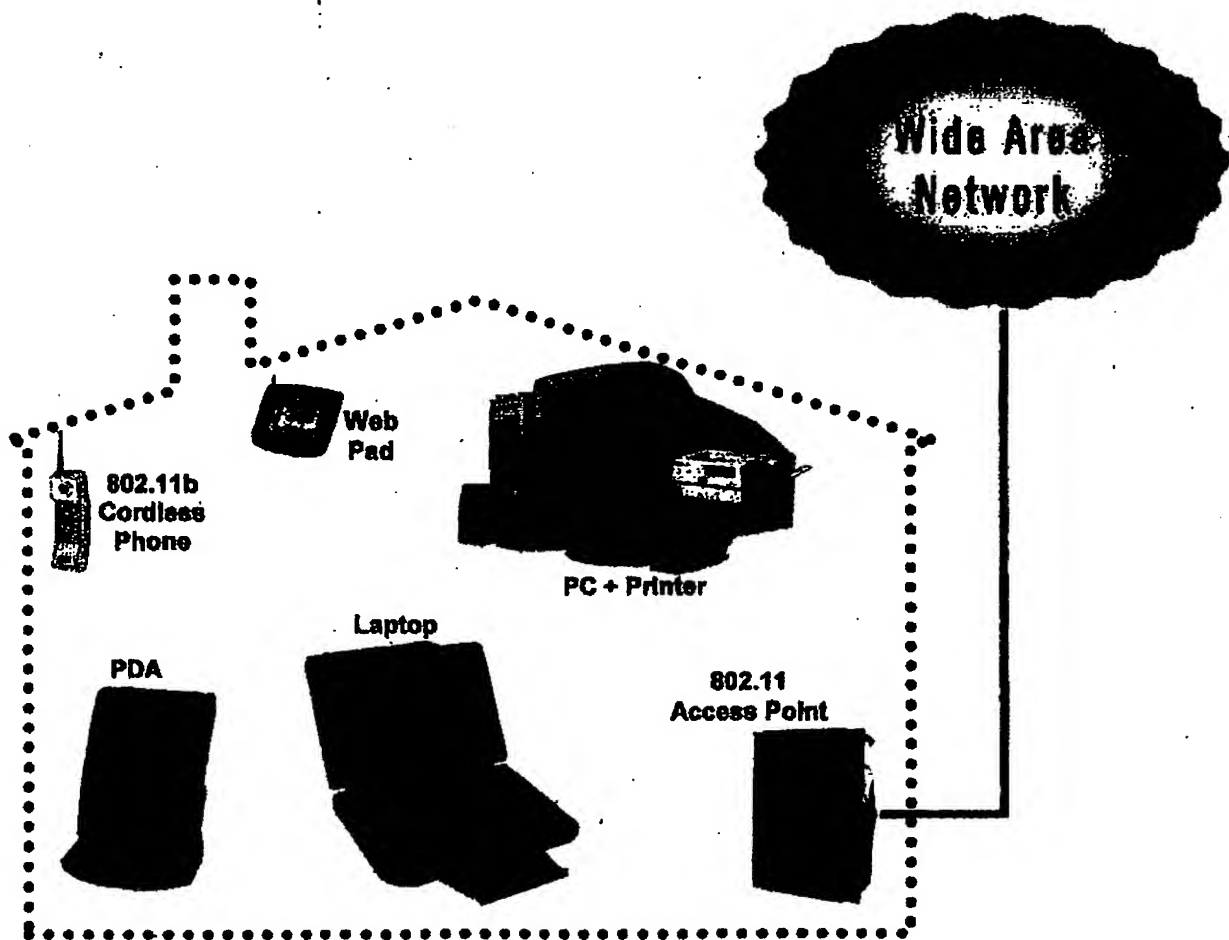 Wide Area
Network
Web
Pad
802.11b
Cordless
Phone
PC + Printer
Laptop
PDA
802.11
Access Point